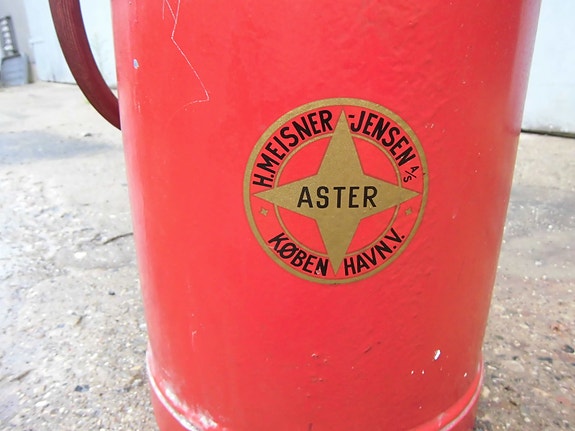 H. MEISNER-JENSEN A/S
ASTER
KØBENHAVN.V.